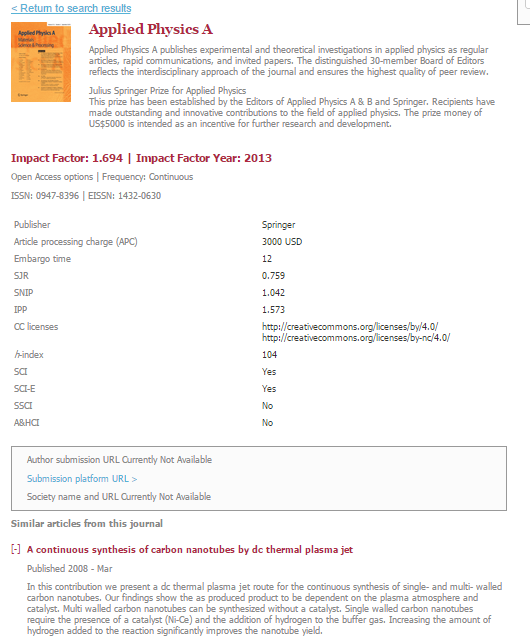 < Return to search results
Applied Physics A
Applied Physics A
Applied Physics A publishes experimental and theoretical investigations in applied physics as regular
articles, rapid communications, and invited papers. The distinguished 30-member Board of Editors
reflects the interdisciplinary approach of the journal and ensures the highest quality of peer review.
Julius Springer Prize for Applied Physics
This prize has been established by the Editors of Applied Physics A & B and Springer. Recipients have
made outstanding and innovative contributions to the field of applied physics. The prize money of
US$5000 is intended as an incentive for further research and development.
Impact Factor: 1.694 | Impact Factor Year: 2013
Open Access options | Frequency: Continuous
ISSN: 0947-8396 | EISSN: 1432-0630
Publisher Springer
Article processing charge (APC) 3000 USD
Embargo time 12
SJR 0.759
SNIP 1.042
IPP 1.573
CC licenses http://creativecommons.org/licenses/by/4.0/
http://creativecommons.org/licenses/by-nc/4.0/
h-index 104
SCI Yes
SCI-E Yes
SSCI No
A&HCI No
Author submission URL Currently Not Available
Submission platform URL >
Society name and URL Currently Not Available
Similar articles from this journal
[-] A continuous synthesis of carbon nanotubes by dc thermal plasma jet
Published 2008 - Mar
In this contribution we present a dc thermal plasma jet route for the continuous synthesis of single- and multi- walled
carbon nanotubes. Our findings show the as produced product to be dependent on the plasma atmosphere and
catalyst. Multi walled carbon nanotubes can be synthesized without a catalyst. Single walled carbon nanotubes
require the presence of a catalyst (Ni-Ce) and the addition of hydrogen to the buffer gas. Increasing the amount of
hydrogen added to the reaction significantly improves the nanotube yield.